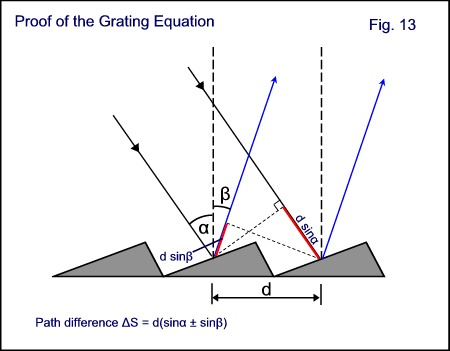 Proof of the Grating Equation
Fig. 13
β
α
d sinβ
d sinα
d
Path difference ΔS = d(sinα ± sinβ)